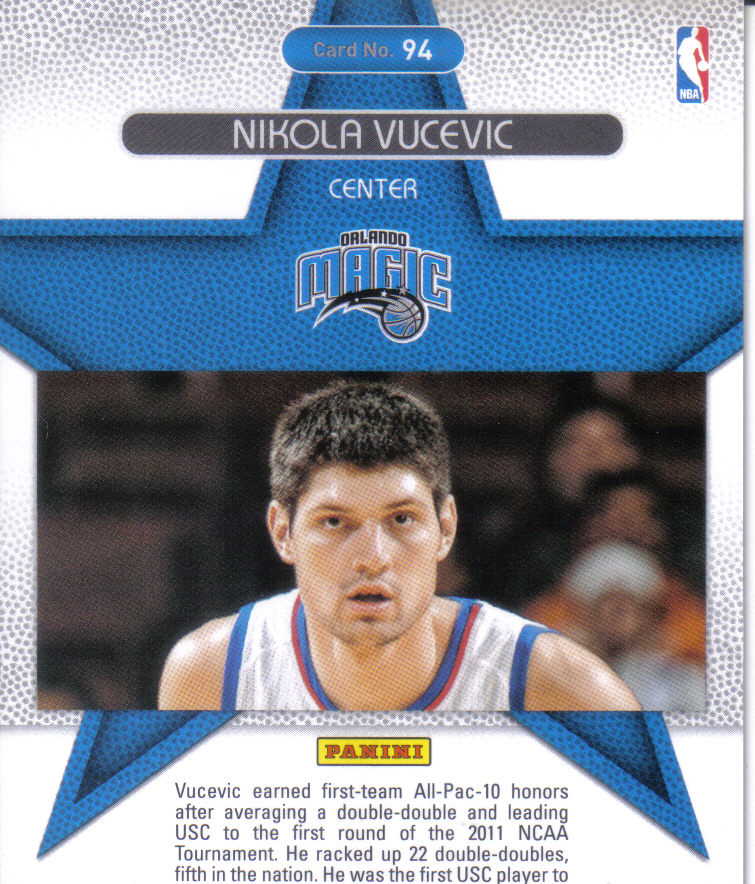 Card No. 94
NBA
NIKOLA VUCEVIC
CENTER
ORLANDO
MAGIC
PANINI
Vucevic earned first-team All-Pac-10 honors
after averaging a double-double and leading
USC to the first round of the 2011 NCAA
Tournament. He racked up 22 double-doubles,
fifth in the nation. He was the first USC player to